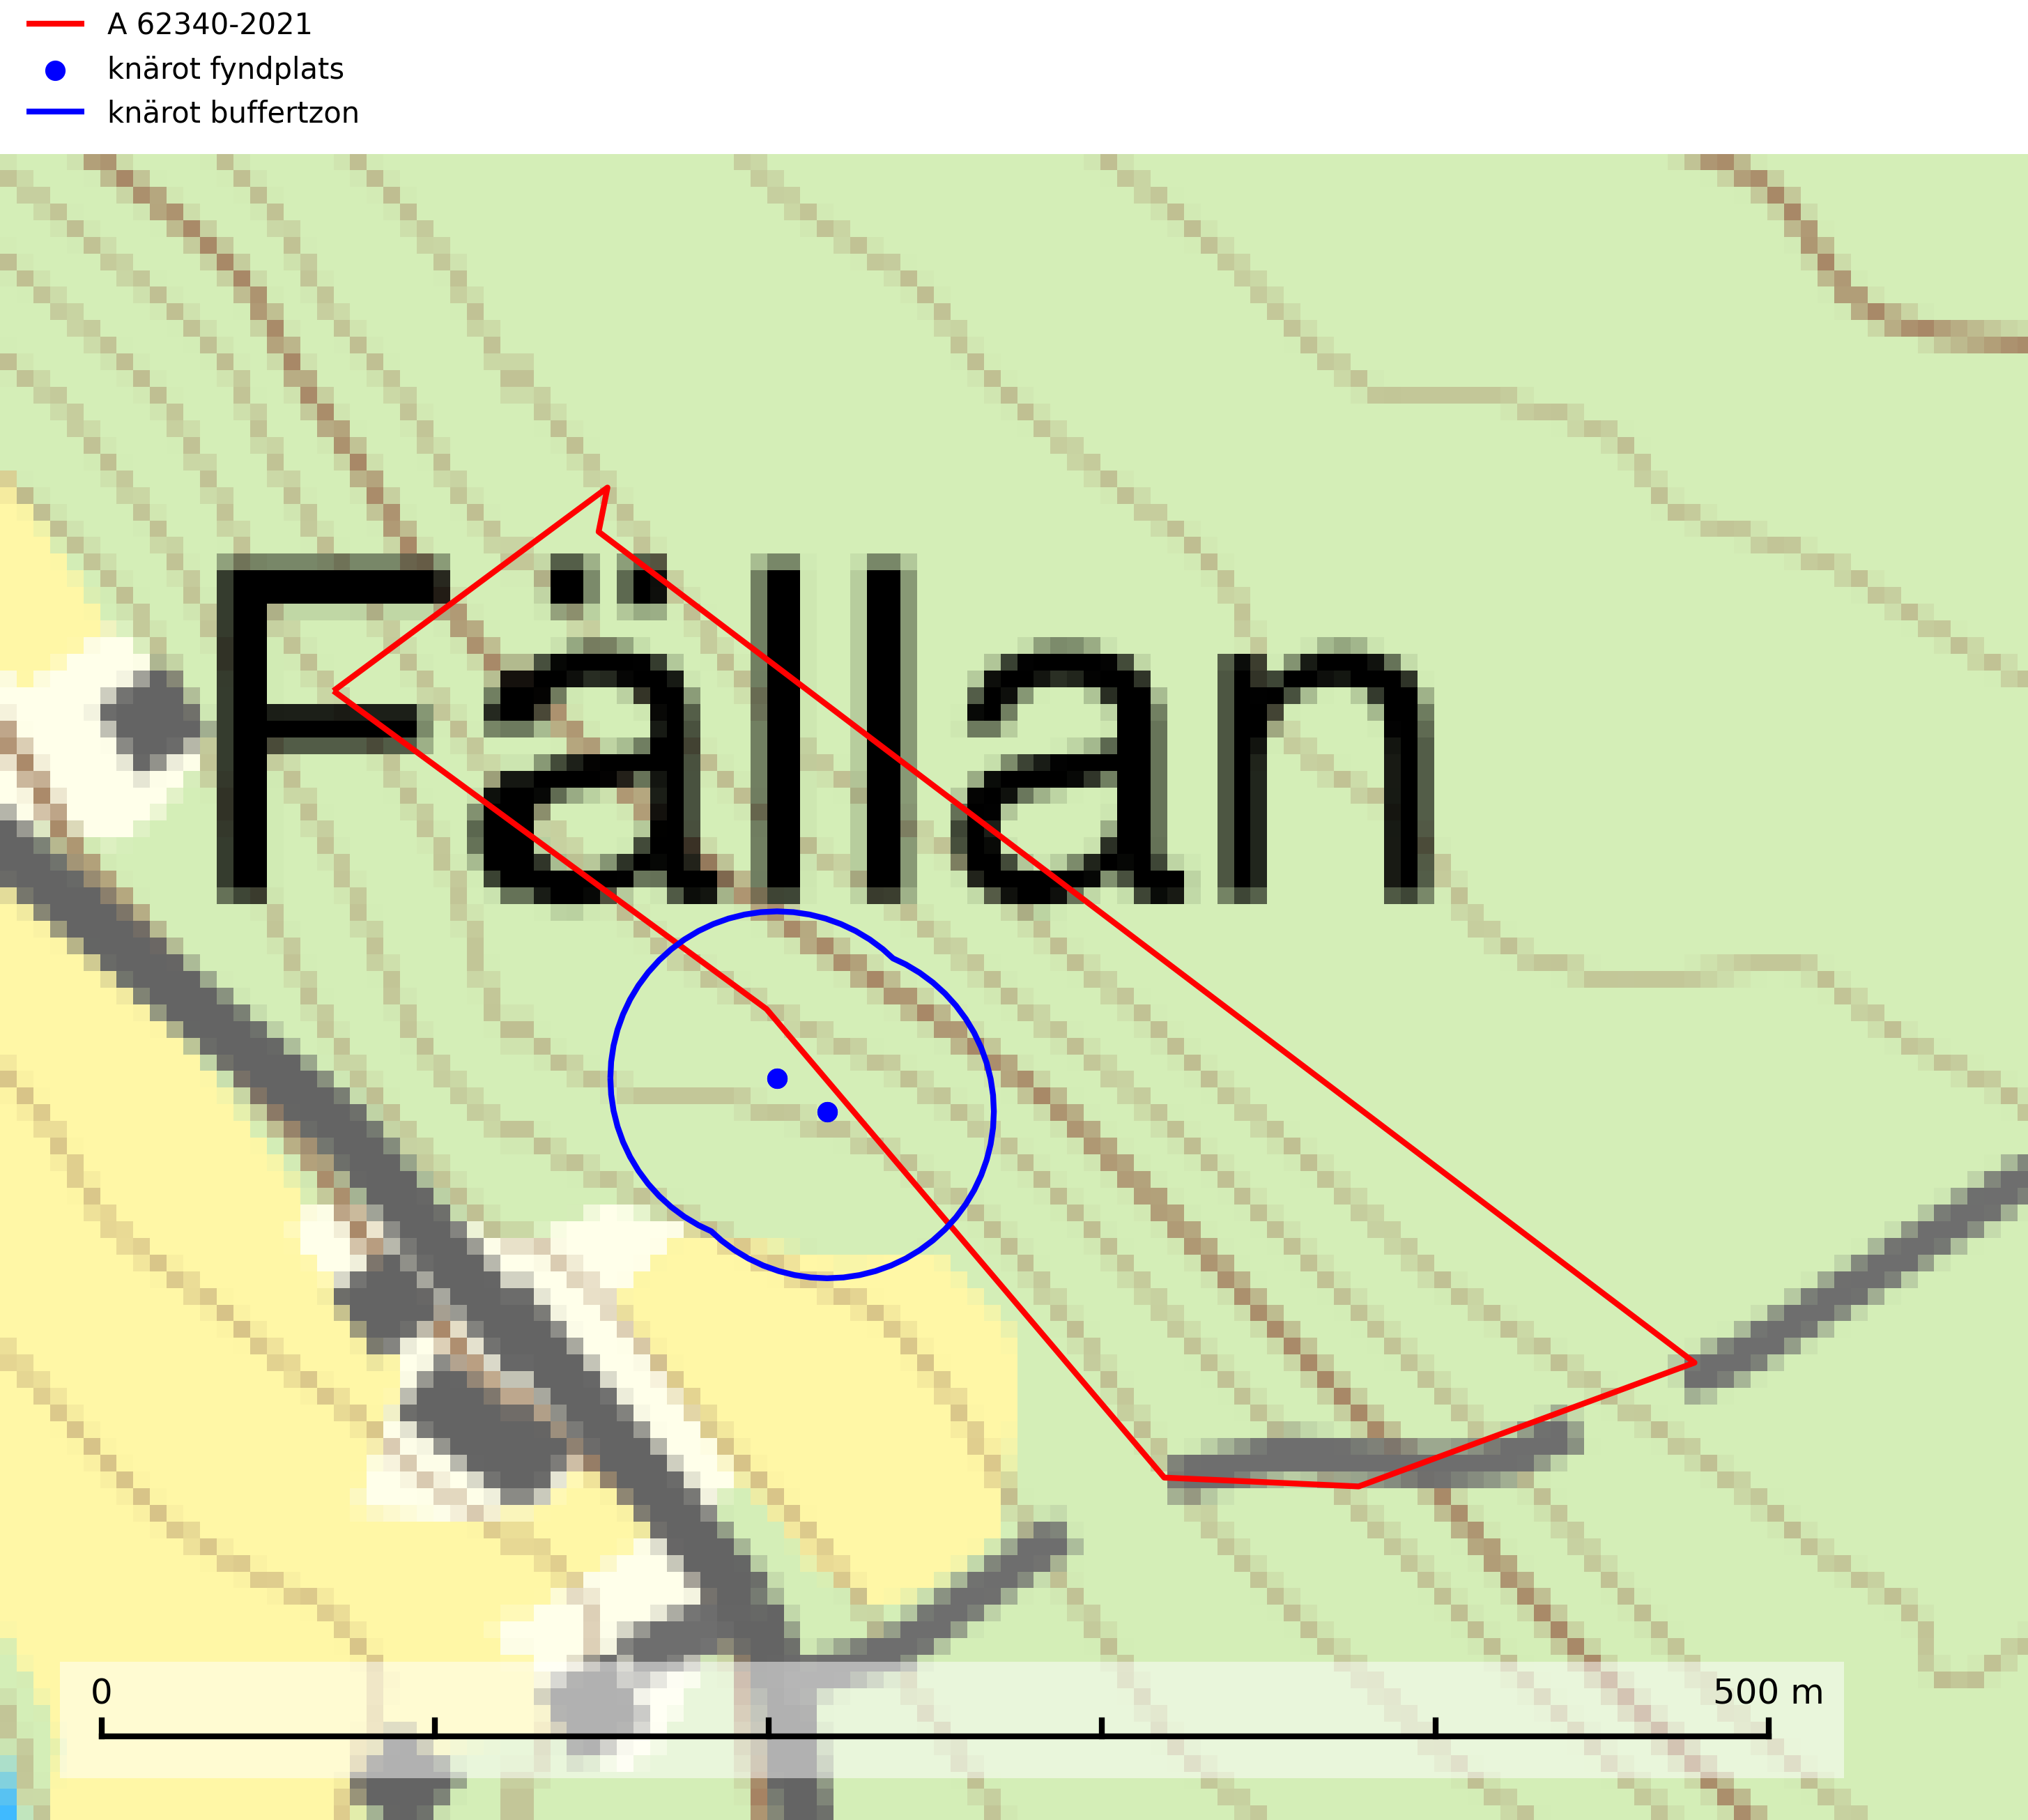 A 62340-2021
knärot fyndplats
knärot buffertzon
Fällan
0
500 m